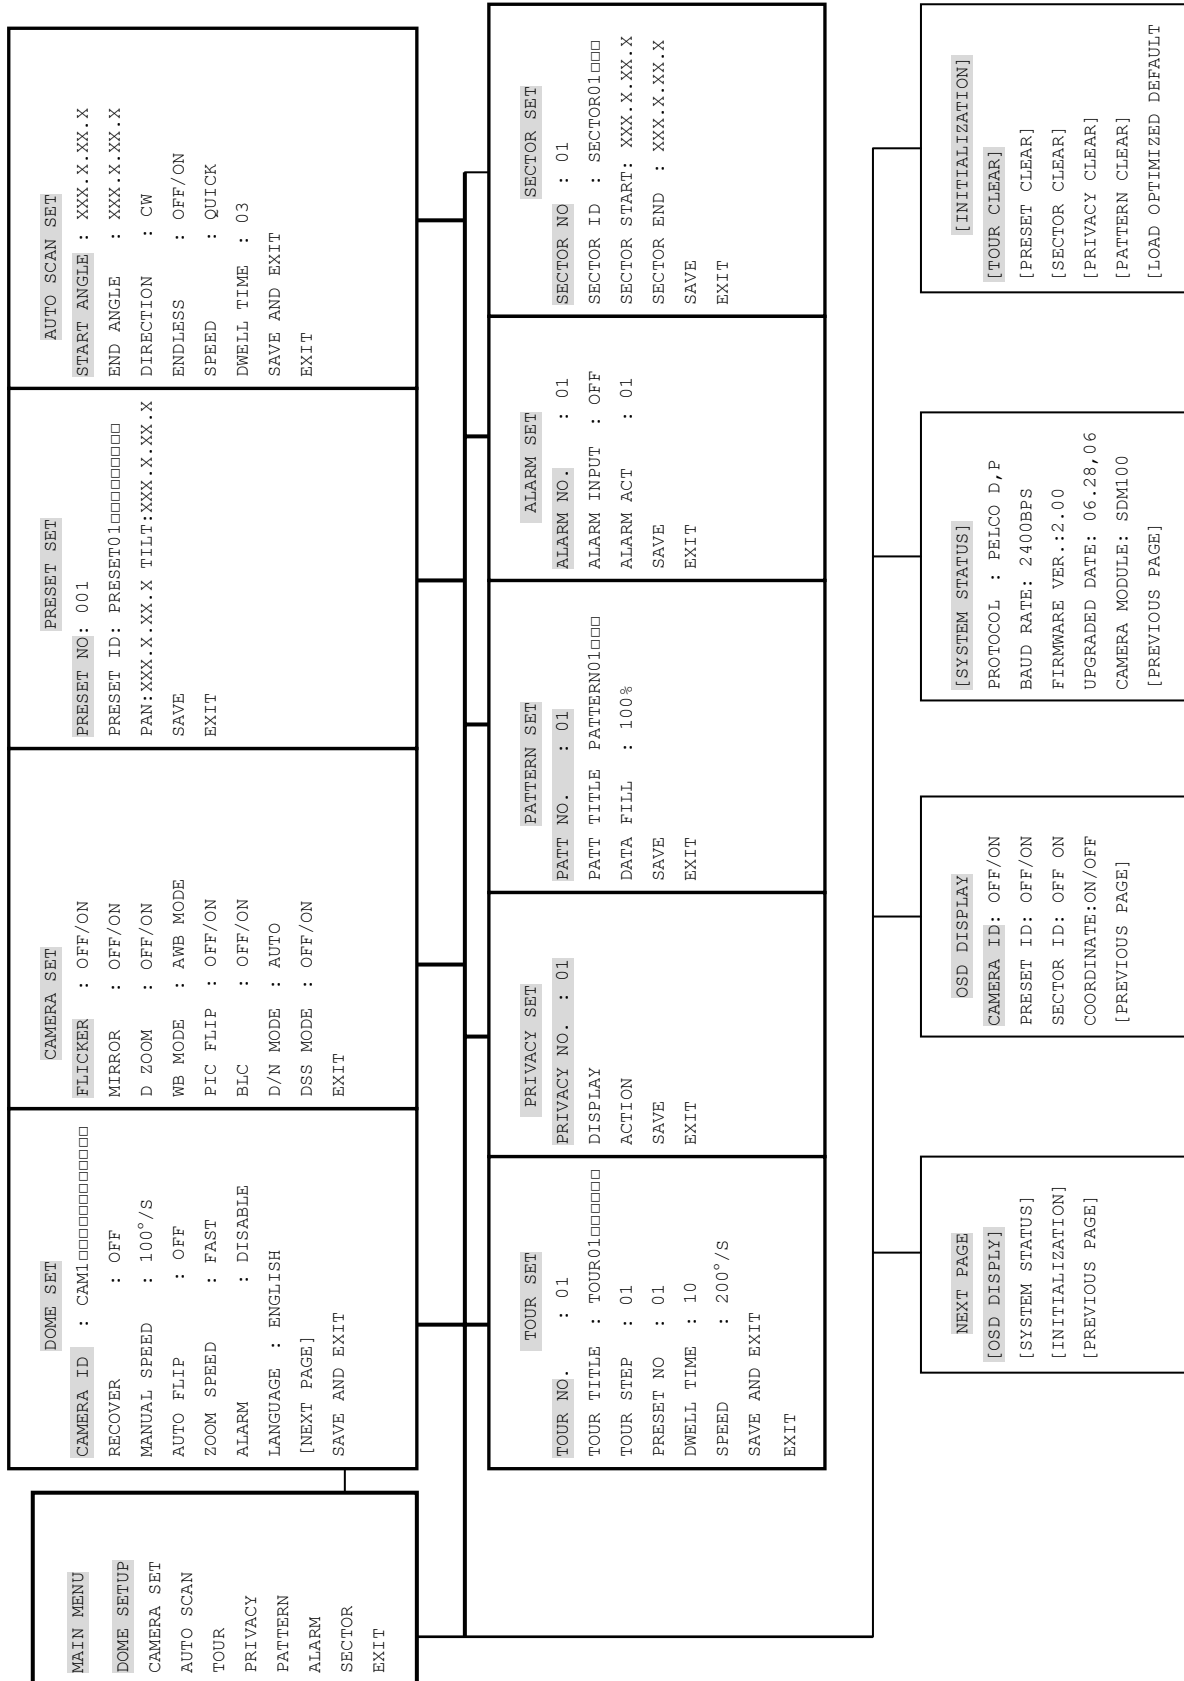 MAIN MENU
DOME SETUP
CAMERA SET
AUTO SCAN
TOUR
PRIVACY
PATTERN
ALARM
SECTOR
EXIT
DOME SET
CAMERA ID : CAM1□□□□□□□□□□□□
RECOVER : OFF
MANUAL SPEED : 100°/S
AUTO FLIP : OFF
ZOOM SPEED : FAST
ALARM : DISABLE
LANGUAGE : ENGLISH
[NEXT PAGE]
SAVE AND EXIT
CAMERA SET
FLICKER : OFF/ON
MIRROR : OFF/ON
D ZOOM : OFF/ON
WB MODE : AWB MODE
PIC FLIP : OFF/ON
BLC : OFF/ON
D/N MODE : AUTO
DSS MODE : OFF/ON
EXIT
PRESET SET
PRESET NO: 001
PRESET ID: PRESET01□□□□□□□□□
PAN:XXX.X.XX.X TILT:XXX.X.XX.X
SAVE
EXIT
AUTO SCAN SET
START ANGLE : XXX.X.XX.X
END ANGLE : XXX.X.XX.X
DIRECTION : CW
ENDLESS : OFF/ON
SPEED : QUICK
DWELL TIME : 03
SAVE AND EXIT
EXIT
TOUR SET
TOUR NO. : 01
TOUR TITLE : TOUR01□□□□□□
TOUR STEP : 01
PRESET NO : 01
DWELL TIME : 10
SPEED : 200°/S
SAVE AND EXIT
EXIT
PRIVACY SET
PRIVACY NO. : 01
DISPLAY
ACTION
SAVE
EXIT
PATTERN SET
PATT NO. : 01
PATT TITLE PATTERN01□□□
DATA FILL : 100%
SAVE
EXIT
ALARM SET
ALARM NO. : 01
ALARM INPUT : OFF
ALARM ACT : 01
SAVE
EXIT
SECTOR SET
SECTOR NO : 01
SECTOR ID : SECTOR01□□□
SECTOR START: XXX.X.XX.X
SECTOR END : XXX.X.XX.X
SAVE
EXIT
NEXT PAGE
[OSD DISPLY]
[SYSTEM STATUS]
[INITIALIZATION]
[PREVIOUS PAGE]
OSD DISPLAY
CAMERA ID: OFF/ON
PRESET ID: OFF/ON
SECTOR ID: OFF ON
COORDINATE:ON/OFF
[PREVIOUS PAGE]
[SYSTEM STATUS]
PROTOCOL : PELCO D,P
BAUD RATE: 2400BPS
FIRMWARE VER.:2.00
UPGRADED DATE: 06.28,06
CAMERA MODULE: SDM100
[PREVIOUS PAGE]
[INITIALIZATION]
[TOUR CLEAR]
[PRESET CLEAR]
[SECTOR CLEAR]
[PRIVACY CLEAR]
[PATTERN CLEAR]
[LOAD OPTIMIZED DEFAULT